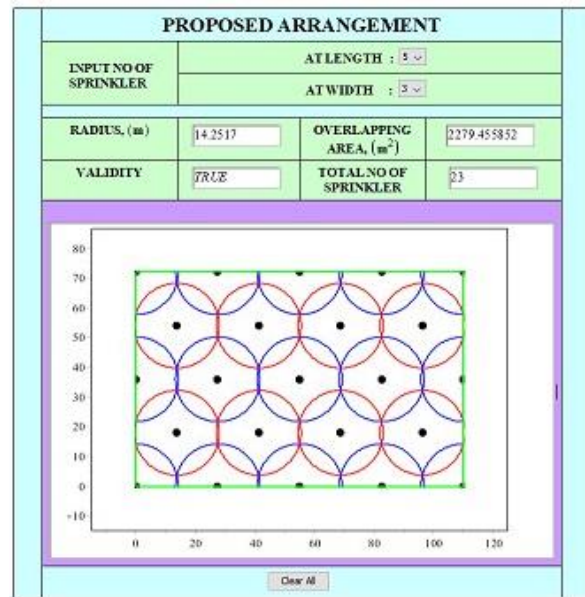 PROPOSED ARRANGEMENT
INPUT NO OF
SPRINKLER
AT LENGTH : 5
AT WIDTH : 3
RADIUS, (m)
14.2517
OVERLAPPING
AREA, (m²)
2279.455852
VALIDITY
TRUE
TOTAL NO OF
SPRINKLER
23
80
70
60
50
40
30
20
10
0
-10
0 20 40 60 80 100 120
Clear All